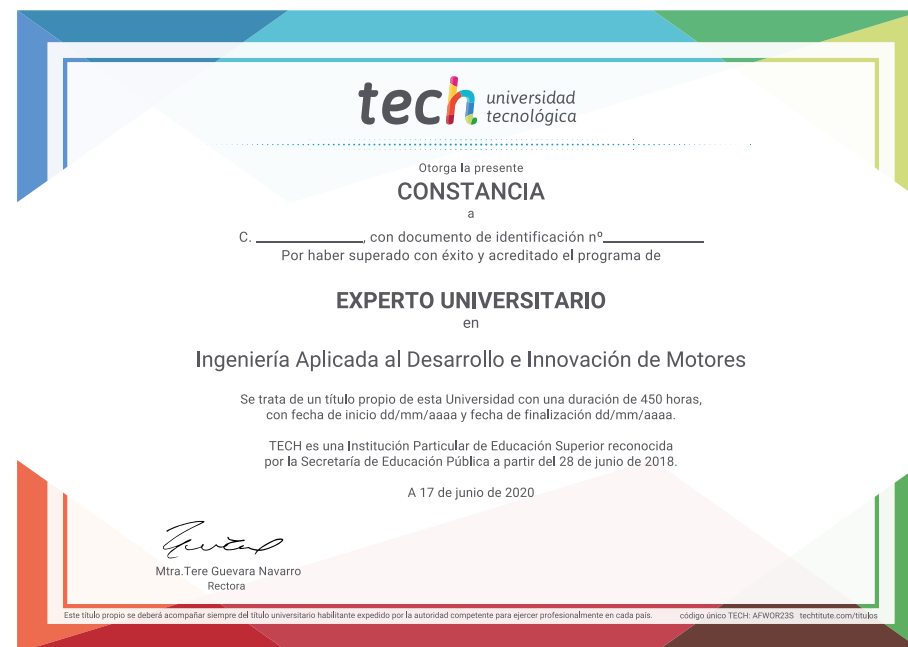 tech universidad
tecnológica
Otorga la presente
CONSTANCIA
a
C. ______________, con documento de identificación nº______________
Por haber superado con éxito y acreditado el programa de
EXPERTO UNIVERSITARIO
en
Ingeniería Aplicada al Desarrollo e Innovación de Motores
Se trata de un título propio de esta Universidad con una duración de 450 horas,
con fecha de inicio dd/mm/aaaa y fecha de finalización dd/mm/aaaa.
TECH es una Institución Particular de Educación Superior reconocida
por la Secretaría de Educación Pública a partir del 28 de junio de 2018.
A 17 de junio de 2020
Mtra.Tere Guevara Navarro
Rectora
Este título propio se deberá acompañar siempre del título universitario habilitante expedido por la autoridad competente para ejercer profesionalmente en cada país. código único TECH: AFWOR23S techtitute.com/titulos